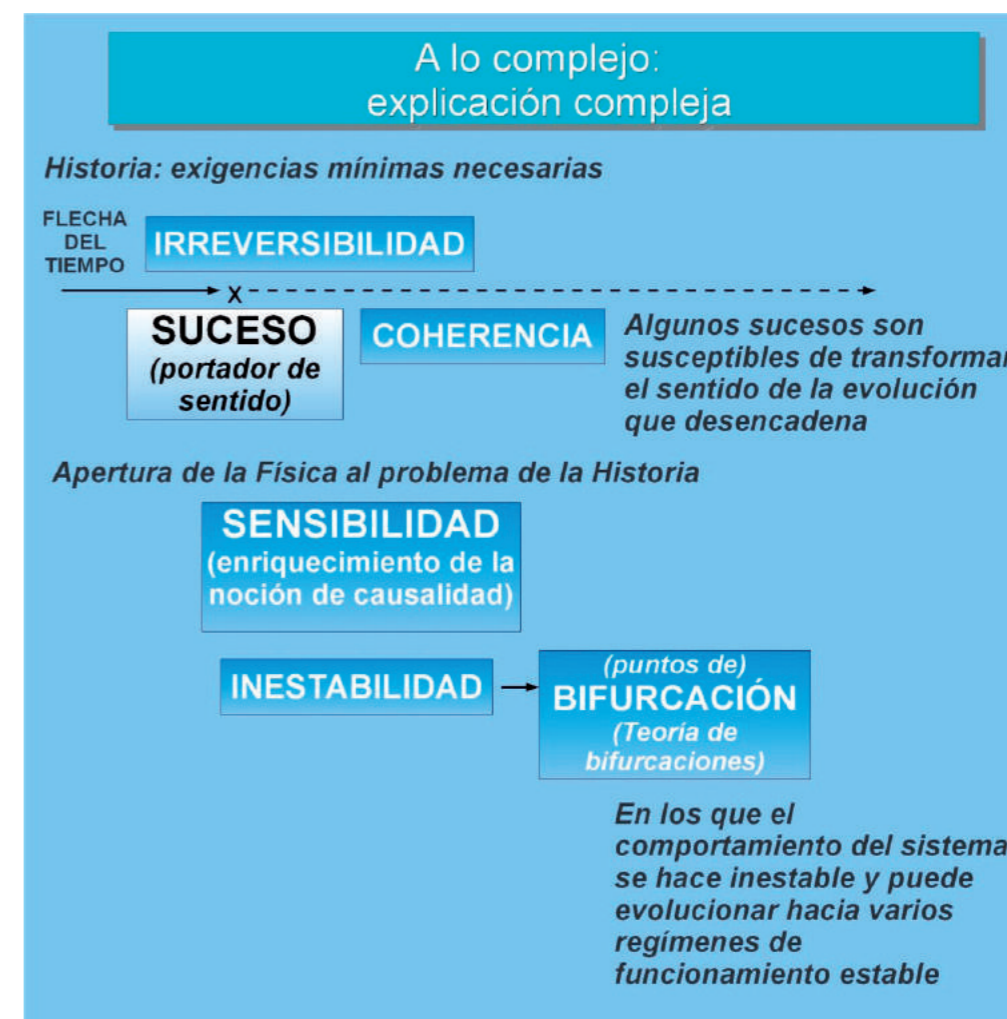 A lo complejo:
explicación compleja
Historia: exigencias mínimas necesarias
FLECHA
DEL
TIEMPO
IRREVERSIBILIDAD
x
SUCESO
(portador de
sentido)
COHERENCIA
Algunos sucesos son
susceptibles de transformar
el sentido de la evolución
que desencadena
Apertura de la Física al problema de la Historia
SENSIBILIDAD
(enriquecimiento de la
noción de causalidad)
INESTABILIDAD
(puntos de)
BIFURCACIÓN
(Teoría de
bifurcaciones)
En los que el
comportamiento del sistema
se hace inestable y puede
evolucionar hacia varios
regímenes de
funcionamiento estable